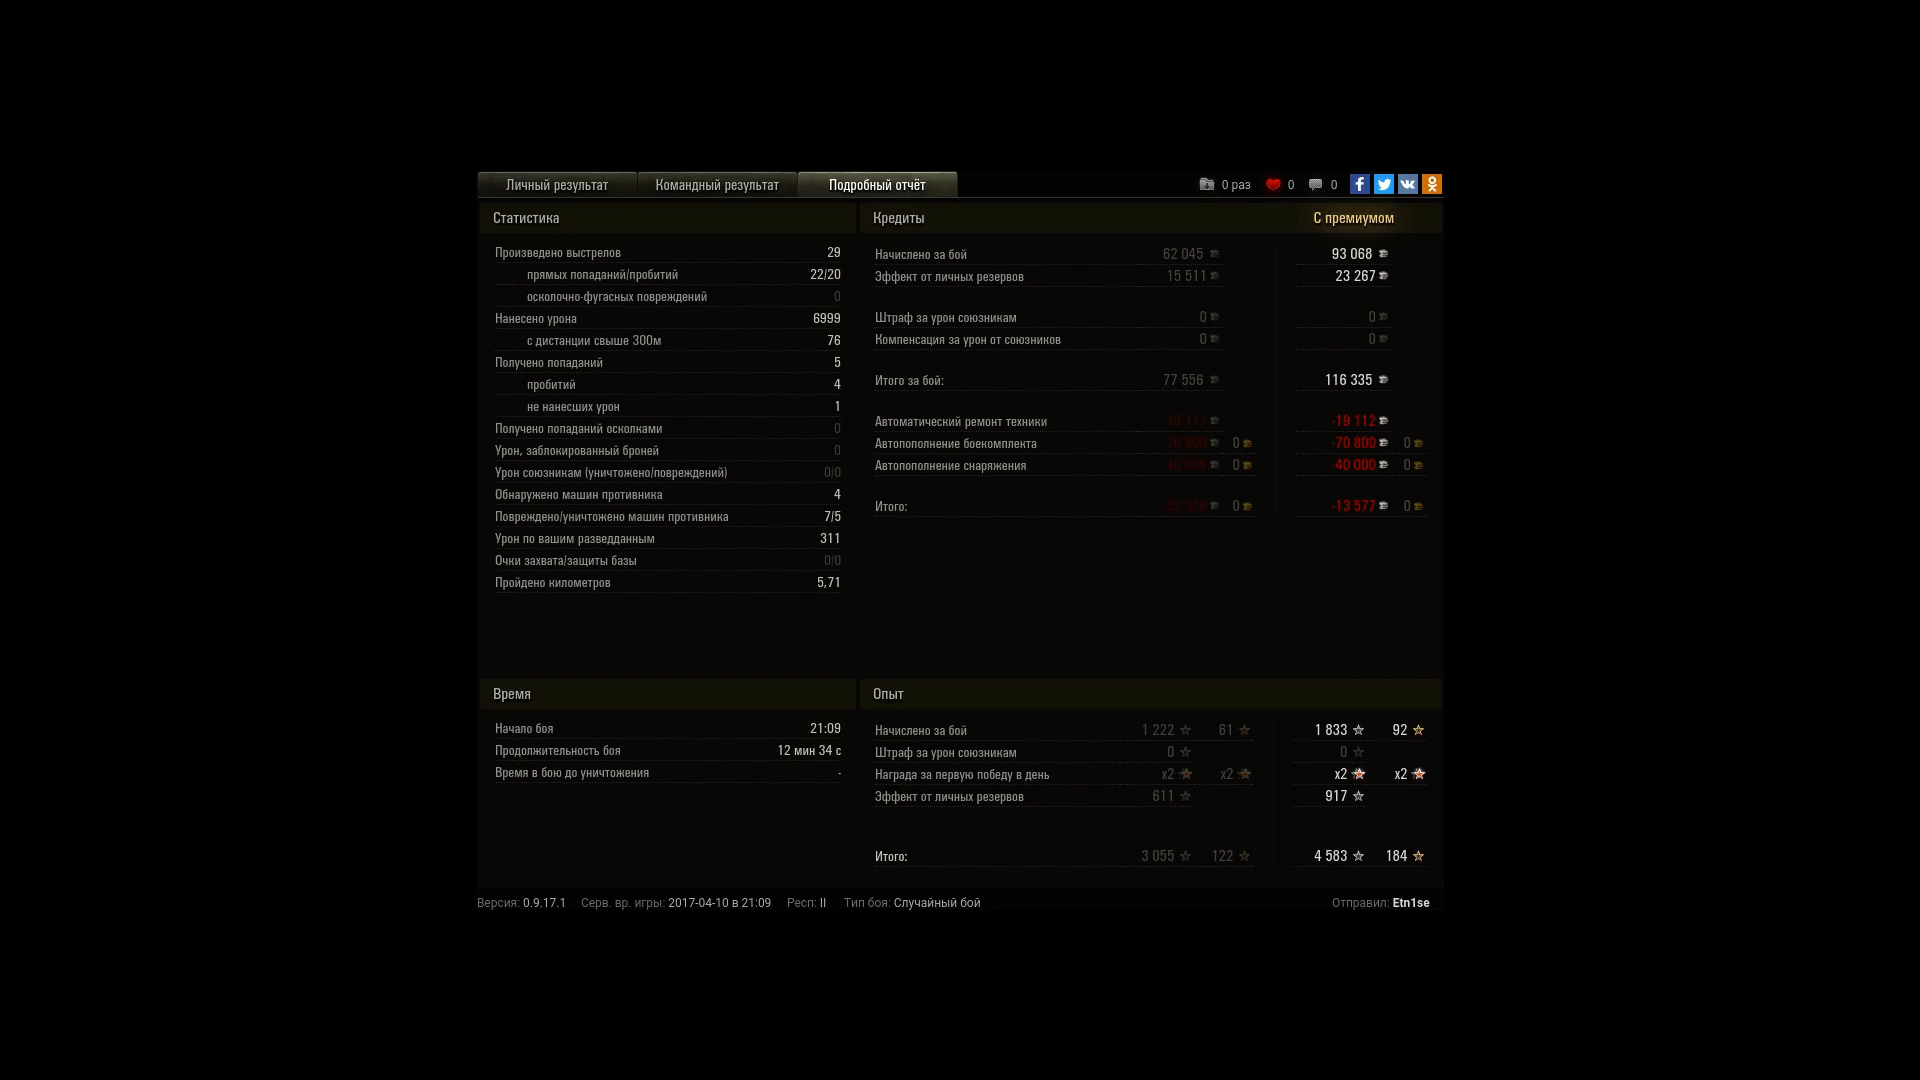 Личный результат Командный результат Подробный отчёт 0 раз 0 0
Статистика
Произведено выстрелов 29
прямых попаданий/пробитий 22/20
осколочно-фугасных повреждений 0
Нанесено урона 6999
с дистанции свыше 300м 76
Получено попаданий 5
пробитий 4
не нанесших урон 1
Получено попаданий осколками 0
Урон, заблокированный броней 0
Урон союзникам (уничтожено/повреждений) 0/0
Обнаружено машин противника 4
Повреждено/уничтожено машин противника 7/5
Урон по вашим разведданным 311
Очки захвата/защиты базы 0/0
Пройдено километров 5,71
Кредиты С премиумом
Начислено за бой 62 045 93 068
Эффект от личных резервов 15 511 23 267
Штраф за урон союзникам 0 0
Компенсация за урон от союзников 0 0
Итого за бой: 77 556 116 335
Автоматический ремонт техники -19 112
Автопополнение боекомплекта 0 -70 800 0
Автопополнение снаряжения 0 -40 000 0
Итого: 0 -13 577 0
Время
Начало боя 21:09
Продолжительность боя 12 мин 34 с
Время в бою до уничтожения -
Опыт
Начислено за бой 1 222 61 1 833 92
Штраф за урон союзникам 0 0
Награда за первую победу в день x2 x2 x2 x2
Эффект от личных резервов 611 917
Итого: 3 055 122 4 583 184
Версия: 0.9.17.1 Серв. вр. игры: 2017-04-10 в 21:09 Респ: II Тип боя: Случайный бой Отправил: Etn1se